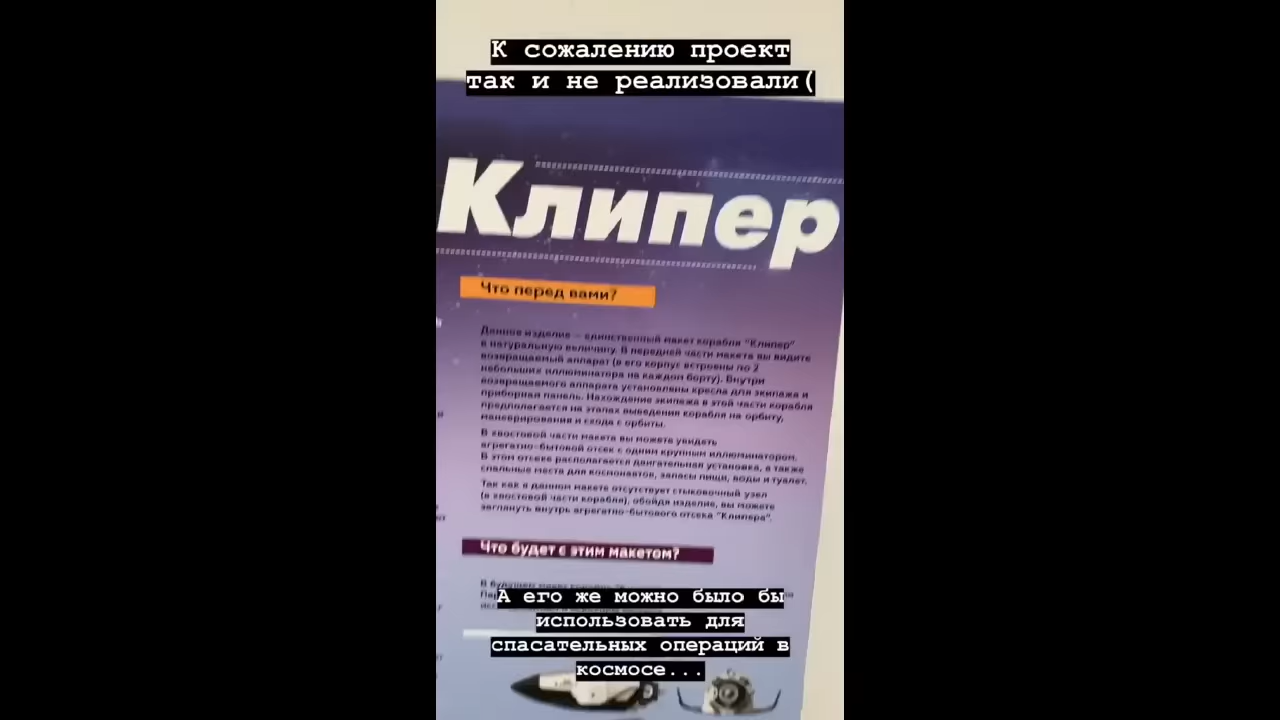 К сожалению проект
так и не реализовали(
Клипер
Что перед вами?
Данное изделие – единственный макет корабля "Клипер"
в натуральную величину. В передней части макета вы видите
возвращаемый аппарат (в его корпус встроены по 2
небольших иллюминатора на каждом борту). Внутри
возвращаемого аппарата установлены кресла для экипажа и
приборная панель. Нахождение экипажа в этой части корабля
предполагается на этапах выведения корабля на орбиту,
маневрирования и схода с орбиты.
В хвостовой части макета вы можете увидеть
агрегатно-бытовой отсек с одним крупным иллюминатором.
В этом отсеке располагается двигательная установка, а также
спальные места для космонавтов, запасы пищи, воды и туалет.
Так как в данном макете отсутствует стыковочный узел
(в хвостовой части корабля), обойдя изделие, вы можете
заглянуть внутрь агрегатно-бытового отсека "Клипера".
Что будет с этим макетом?
В будущем макет
А его же можно было бы
использовать для
спасательных операций в
космосе...